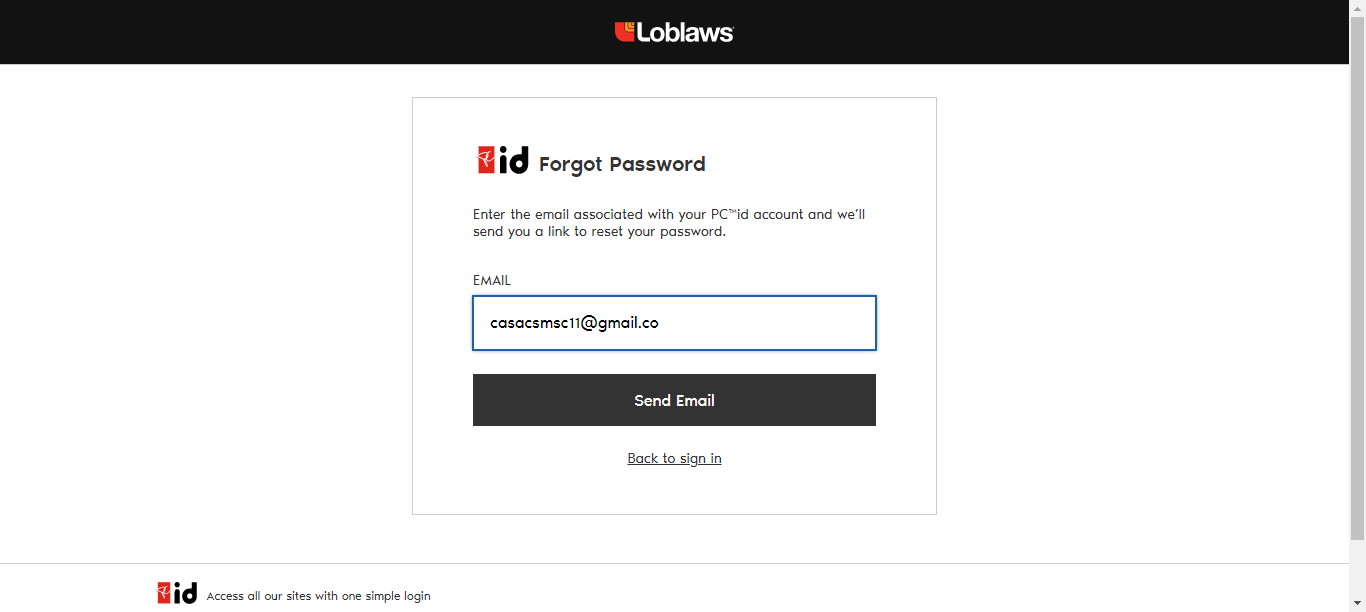 Loblaws
id Forgot Password
Enter the email associated with your PC™id account and we'll
send you a link to reset your password.
EMAIL
casacsmsc11@gmail.co
Send Email
Back to sign in
id Access all our sites with one simple login